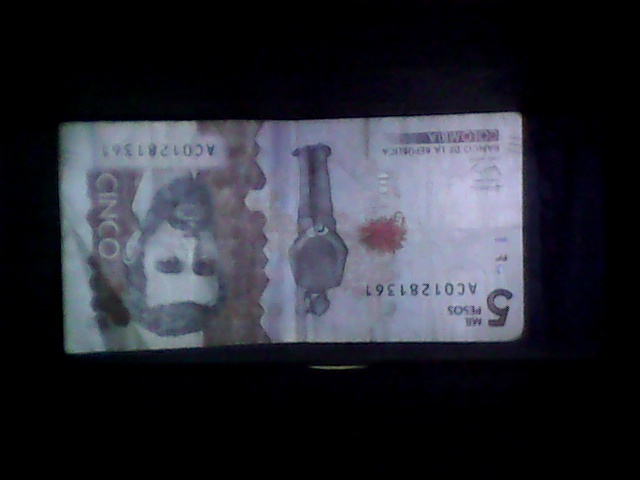 5 MIL
PESOS
AC01281361
BANCO DE LA REPÚBLICA
COLOMBIA
CINCO
AC01281361